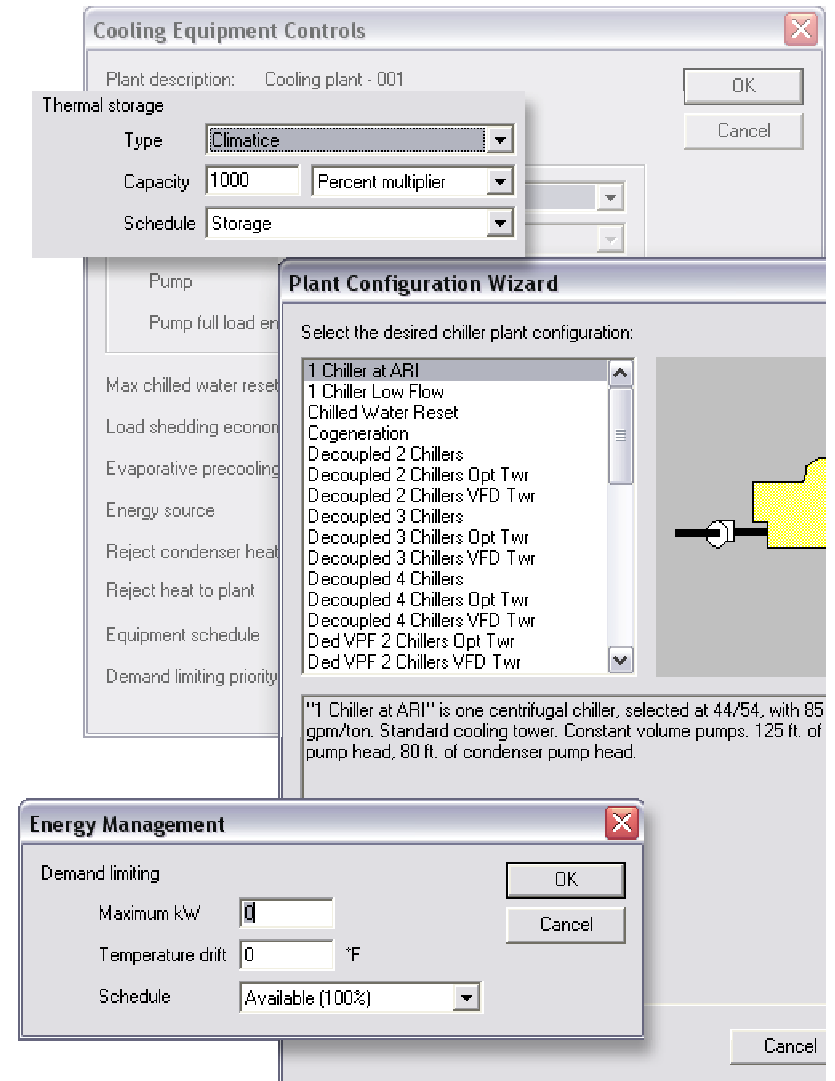 Cooling Equipment Controls
Plant description: Cooling plant - 001
OK
Cancel
Thermal storage
Type Climatice
Capacity 1000 Percent multiplier
Schedule Storage
Pump
Pump full load en
Max chilled water reset
Load shedding econon
Evaporative precooling
Energy source
Reject condenser heat
Reject heat to plant
Equipment schedule
Demand limiting priority
Plant Configuration Wizard
Select the desired chiller plant configuration:
1 Chiller at ARI
1 Chiller Low Flow
Chilled Water Reset
Cogeneration
Decoupled 2 Chillers
Decoupled 2 Chillers Opt Twr
Decoupled 2 Chillers VFD Twr
Decoupled 3 Chillers
Decoupled 3 Chillers Opt Twr
Decoupled 3 Chillers VFD Twr
Decoupled 4 Chillers
Decoupled 4 Chillers Opt Twr
Decoupled 4 Chillers VFD Twr
Ded VPF 2 Chillers Opt Twr
Ded VPF 2 Chillers VFD Twr
"1 Chiller at ARI" is one centrifugal chiller, selected at 44/54, with 85
gpm/ton. Standard cooling tower. Constant volume pumps. 125 ft. of
pump head, 80 ft. of condenser pump head.
Cancel
Energy Management
Demand limiting
OK
Cancel
Maximum kW 0
Temperature drift 0 °F
Schedule Available (100%)